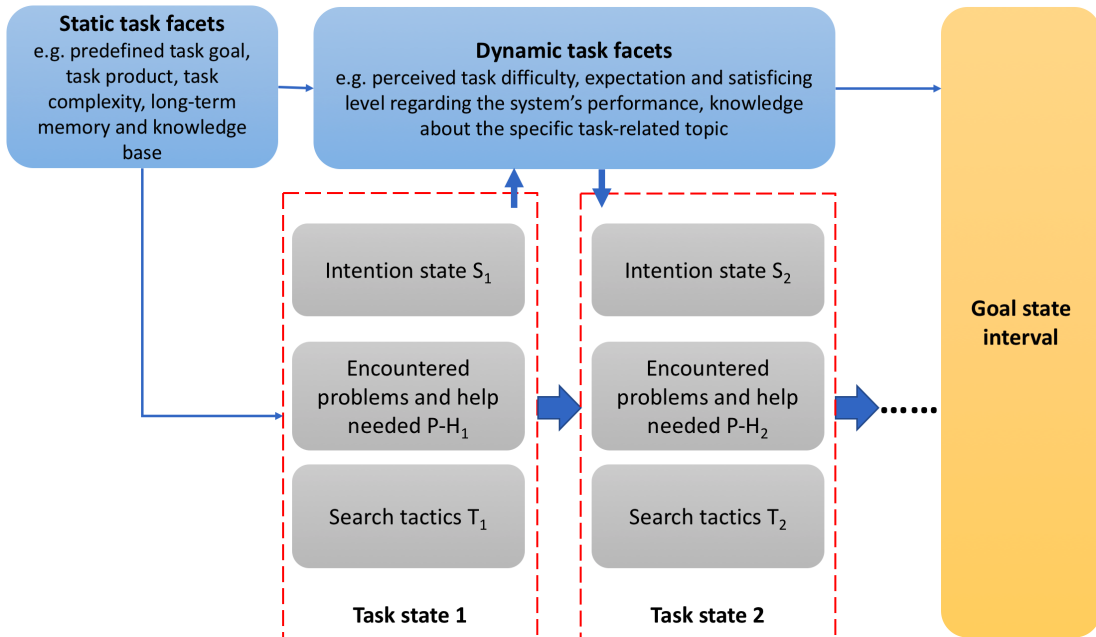 Static task facets
e.g. predefined task goal,
task product, task
complexity, long-term
memory and knowledge
base
Dynamic task facets
e.g. perceived task difficulty, expectation and satisficing
level regarding the system’s performance, knowledge
about the specific task-related topic
Intention state S₁
Encountered
problems and help
needed P-H₁
Search tactics T₁
Task state 1
Intention state S₂
Encountered
problems and help
needed P-H₂
Search tactics T₂
Task state 2
......
Goal state
interval